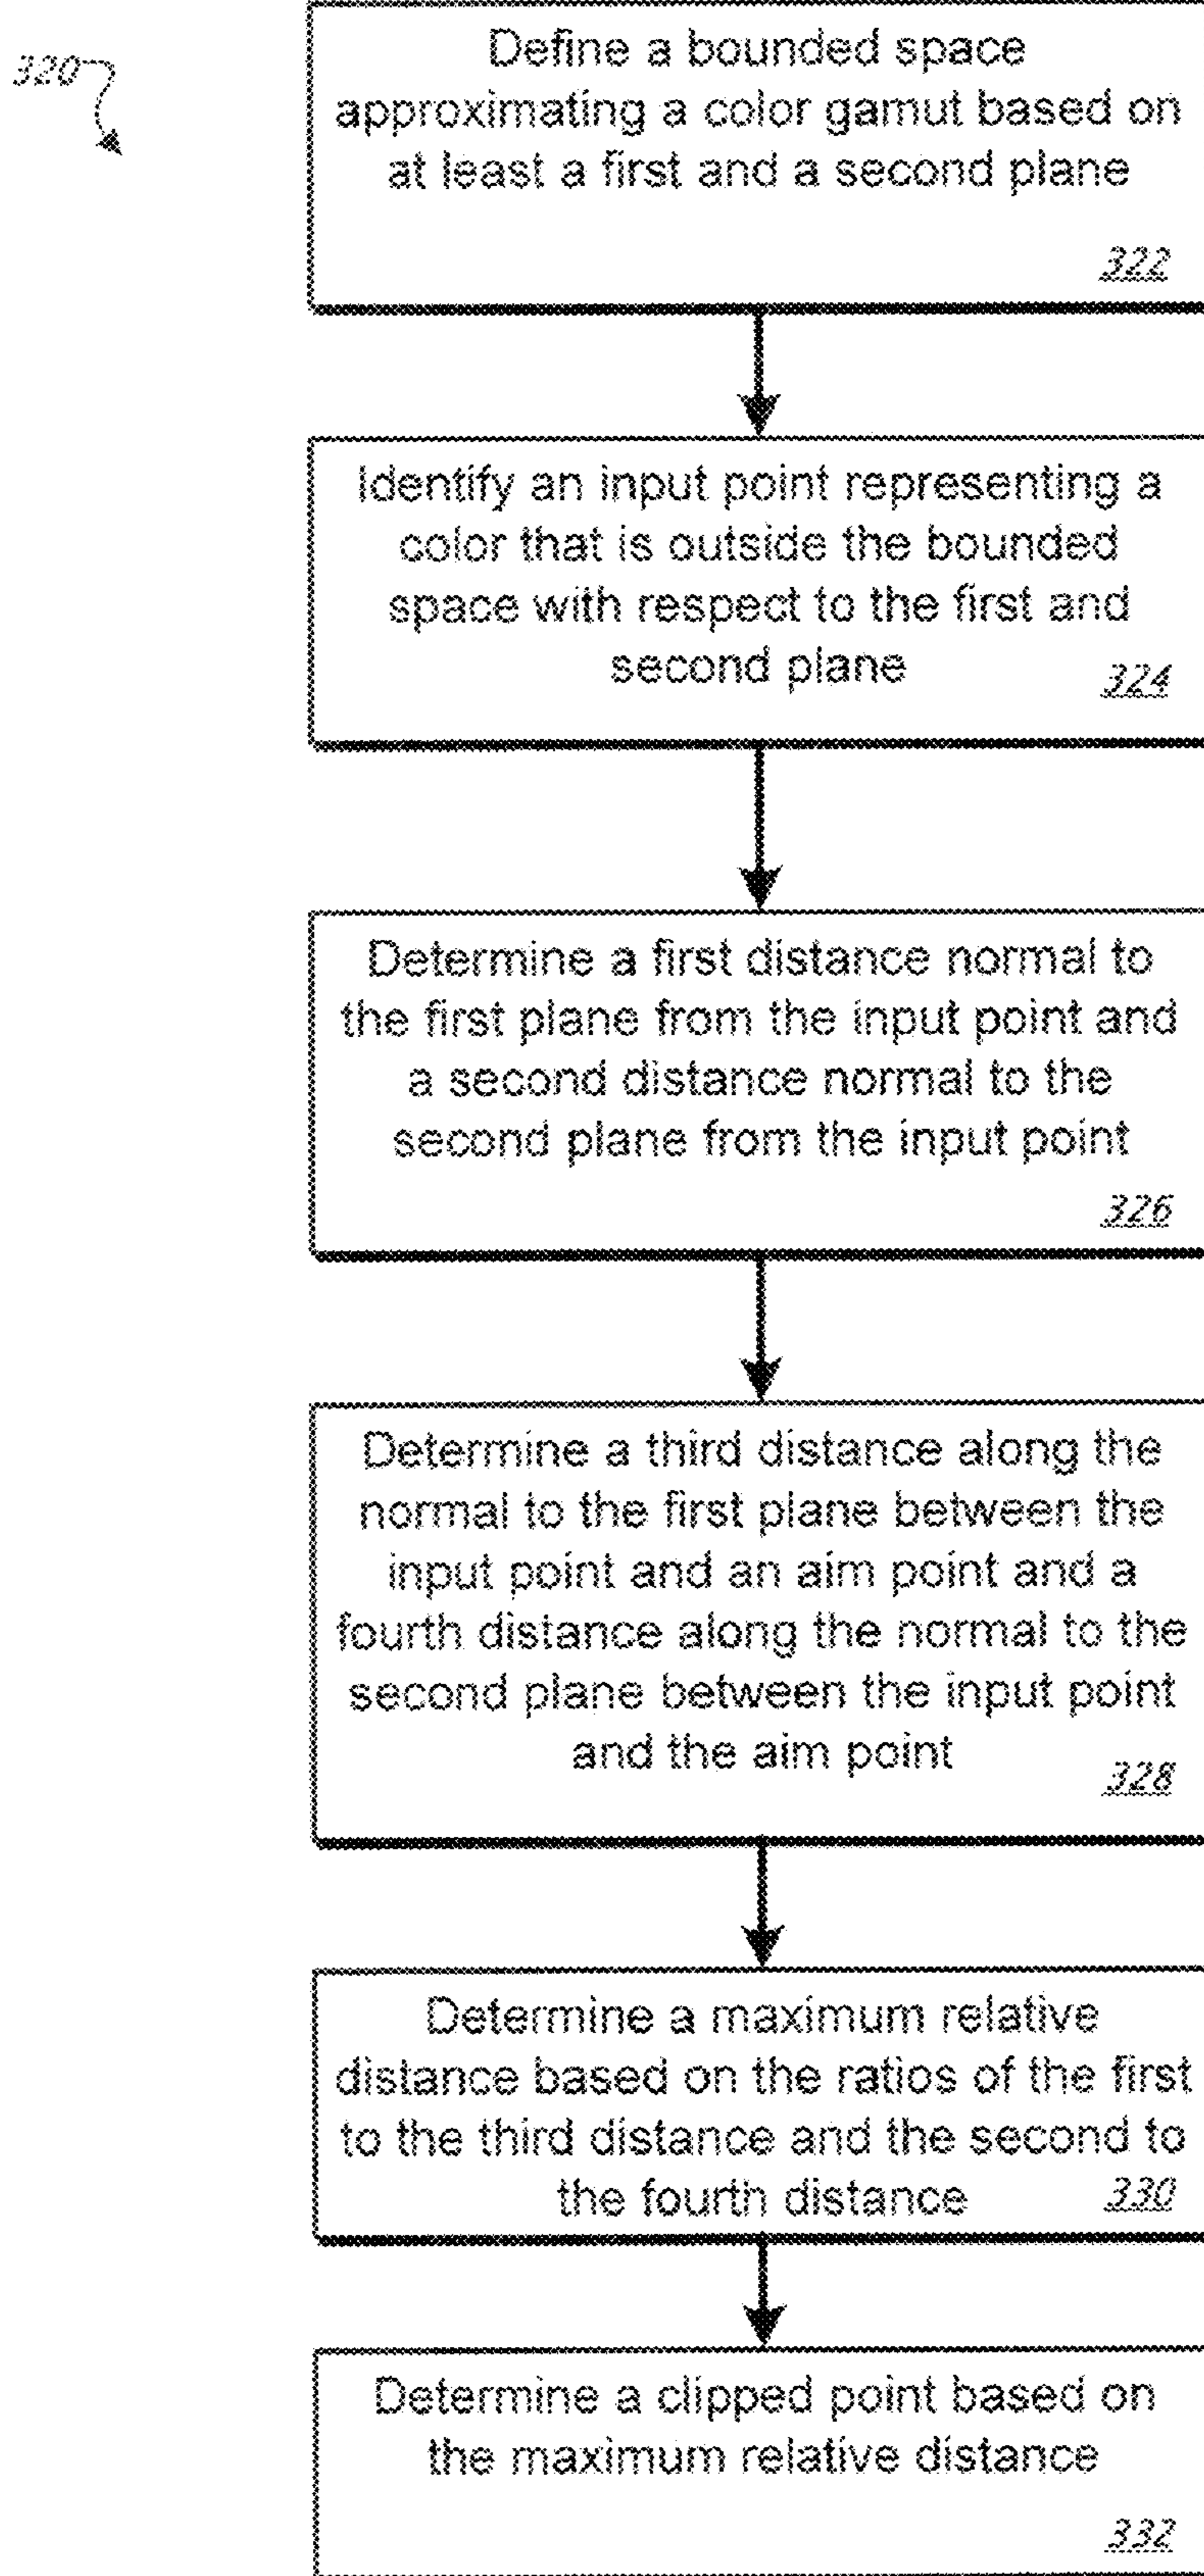 320
Define a bounded space
approximating a color gamut based on
at least a first and a second plane
322
Identify an input point representing a
color that is outside the bounded
space with respect to the first and
second plane
324
Determine a first distance normal to
the first plane from the input point and
a second distance normal to the
second plane from the input point
326
Determine a third distance along the
normal to the first plane between the
input point and an aim point and a
fourth distance along the normal to the
second plane between the input point
and the aim point
328
Determine a maximum relative
distance based on the ratios of the first
to the third distance and the second to
the fourth distance
330
Determine a clipped point based on
the maximum relative distance
332